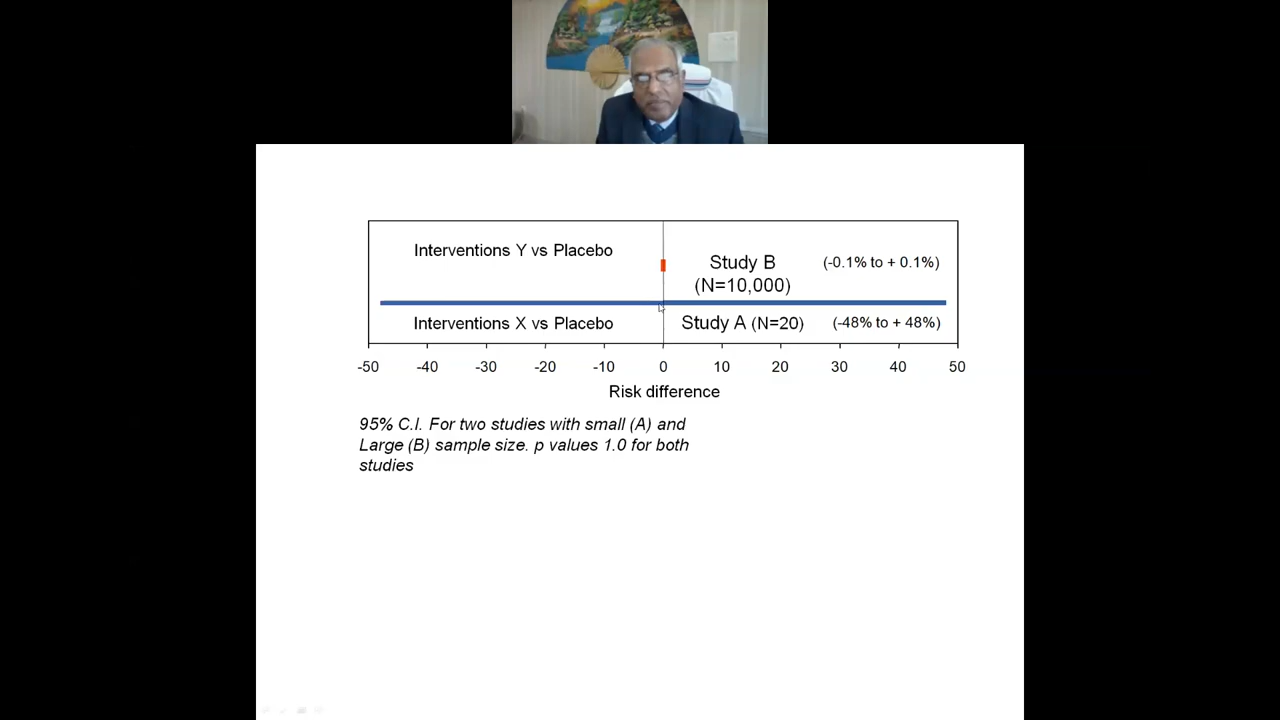 Interventions Y vs Placebo
Study B
(N=10,000)
(-0.1% to + 0.1%)
Interventions X vs Placebo
Study A (N=20)
(-48% to + 48%)
-50 -40 -30 -20 -10 0 10 20 30 40 50
Risk difference
95% C.I. For two studies with small (A) and
Large (B) sample size. p values 1.0 for both
studies